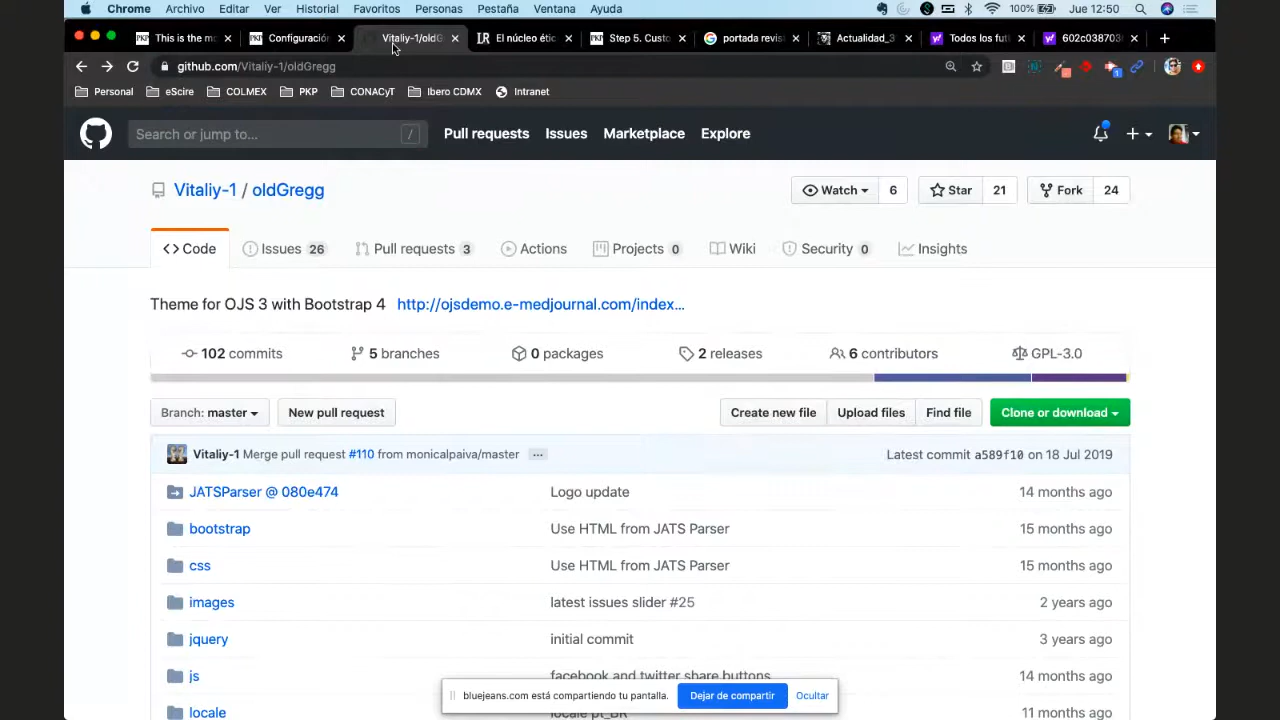 Chrome Archivo Editar Ver Historial Favoritos Personas Pestaña Ventana Ayuda 100% Jue 12:50
This is the mo Configuración Vitaliy-1/oldG El núcleo étic Step 5. Custo portada revis Actualidad_3 Todos los fut 602c038703
github.com/Vitaliy-1/oldGregg
Personal eScire COLMEX PKP CONACyT Ibero CDMX Intranet
Search or jump to... / Pull requests Issues Marketplace Explore
Vitaliy-1 / oldGregg Watch 6 Star 21 Fork 24
Code Issues 26 Pull requests 3 Actions Projects 0 Wiki Security 0 Insights
Theme for OJS 3 with Bootstrap 4 http://ojsdemo.e-medjournal.com/index...
102 commits 5 branches 0 packages 2 releases 6 contributors GPL-3.0
Branch: master New pull request Create new file Upload files Find file Clone or download
Vitaliy-1 Merge pull request #110 from monicalpaiva/master ... Latest commit a589f10 on 18 Jul 2019
JATSParser @ 080e474 Logo update 14 months ago
bootstrap Use HTML from JATS Parser 15 months ago
css Use HTML from JATS Parser 15 months ago
images latest issues slider #25 2 years ago
jquery initial commit 3 years ago
js facebook and twitter share buttons 14 months ago
bluejeans.com está compartiendo tu pantalla. Dejar de compartir Ocultar
locale locale pt_BR 11 months ago